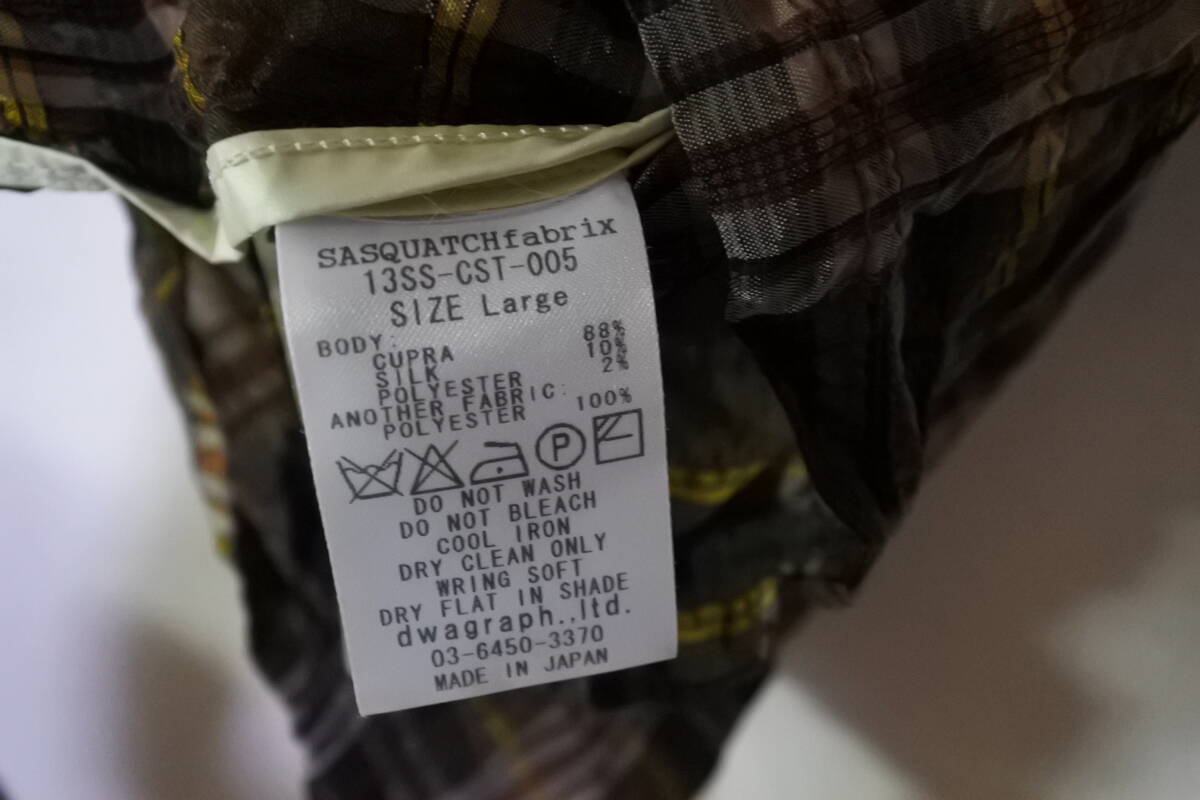 SASQUATCHfabrix
13SS-CST-005
SIZE Large
BODY:
CUPRA 88%
SILK 10%
POLYESTER 2%
ANOTHER FABRIC:
POLYESTER 100%
P
DO NOT WASH
DO NOT BLEACH
COOL IRON
DRY CLEAN ONLY
WRING SOFT
DRY FLAT IN SHADE
dwagraph.,ltd.
03-6450-3370
MADE IN JAPAN